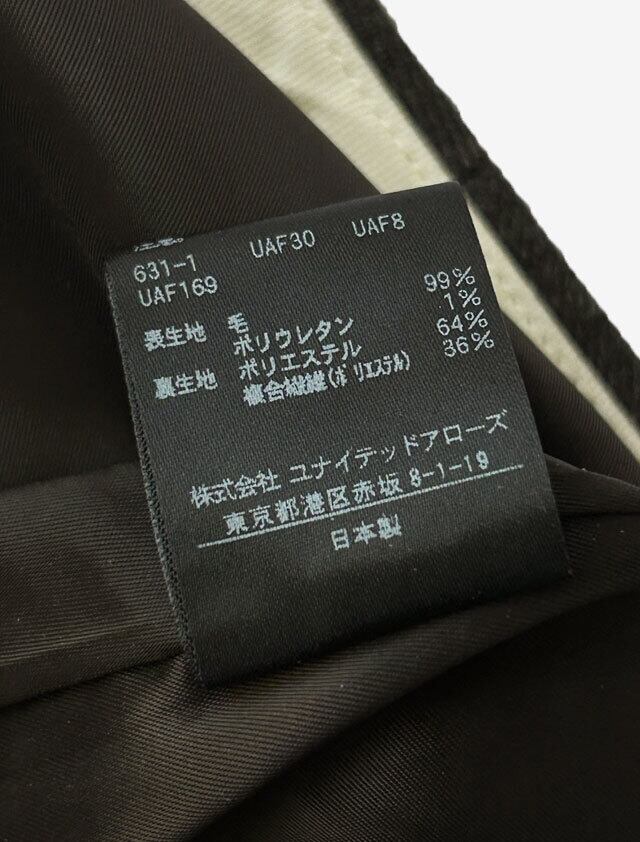 631-1 UAF30 UAF8
UAF169
表生地 毛 99%
ポリウレタン 1%
裏生地 ポリエステル 64%
複合繊維(ポリエステル) 36%
株式会社 ユナイテッドアローズ
東京都港区赤坂 8-1-19
日本製